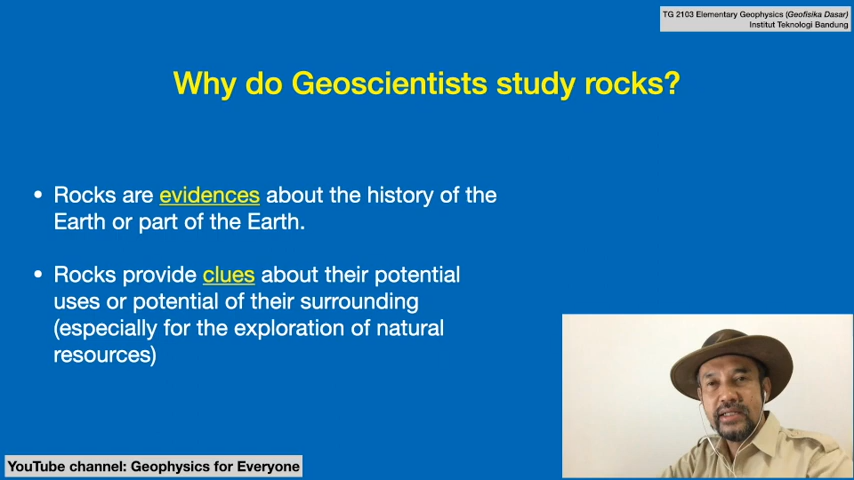 TG 2103 Elementary Geophysics (Geofisika Dasar)
Institut Teknologi Bandung
Why do Geoscientists study rocks?
• Rocks are evidences about the history of the
Earth or part of the Earth.
• Rocks provide clues about their potential
uses or potential of their surrounding
(especially for the exploration of natural
resources)
YouTube channel: Geophysics for Everyone